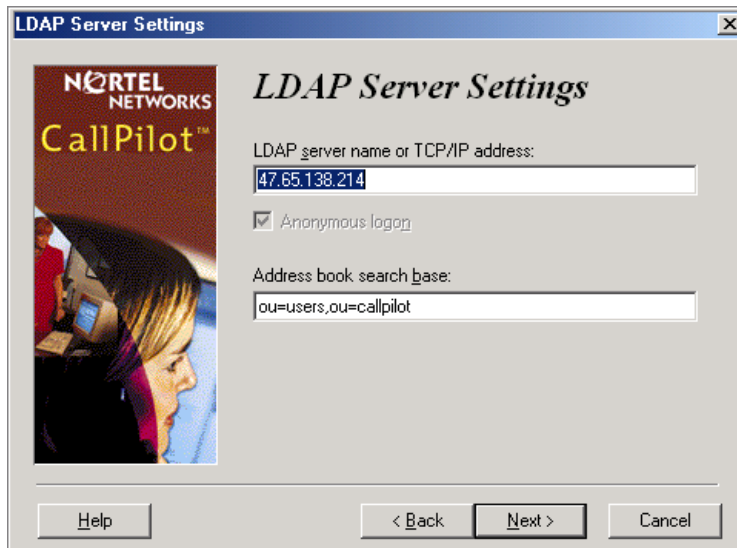 LDAP Server Settings
NORTEL
NETWORKS
CallPilot™
LDAP Server Settings
LDAP server name or TCP/IP address:
47.65.138.214
Anonymous logon
Address book search base:
ou=users,ou=callpilot
Help
< Back
Next >
Cancel